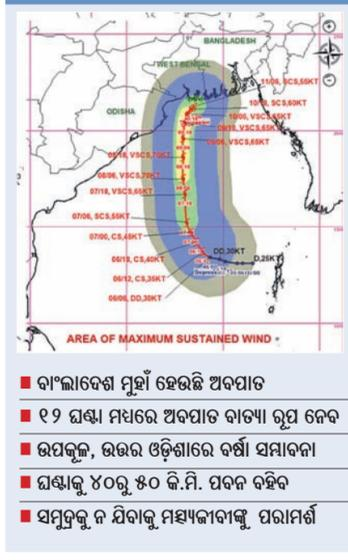 BANGLADESH
WEST BENGAL
ODISHA
11/06, SCS,55KT
10/18, SCS,60KT
10/06, VSCS,65KT
09/18, VSCS,65KT
09/06, VSCS,65KT
08/18, VSCS,70KT
08/06, VSCS,70KT
07/18, VSCS,65KT
07/06, SCS,55KT
07/00, CS,45KT
06/18, CS,40KT
06/12, CS,35KT
06/06, DD,30KT
DD,30KT
D,25KT
AREA OF MAXIMUM SUSTAINED WIND
ବାଂଲାଦେଶ ମୁହାଁ ହେଉଛି ଅବପାତ
୧୨ ଘଣ୍ଟା ମଧ୍ୟରେ ଅବପାତ ବାତ୍ୟା ରୂପ ନେବ
ଉପକୂଳ, ଉତ୍ତର ଓଡ଼ିଶାରେ ବର୍ଷା ସମ୍ଭାବନା
ଘଣ୍ଟାକୁ ୪୦ରୁ ୫୦ କି.ମି. ପବନ ବହିବ
ସମୁଦ୍ରକୁ ନ ଯିବାକୁ ମତ୍ସ୍ୟଜୀବୀଙ୍କୁ ପରାମର୍ଶ